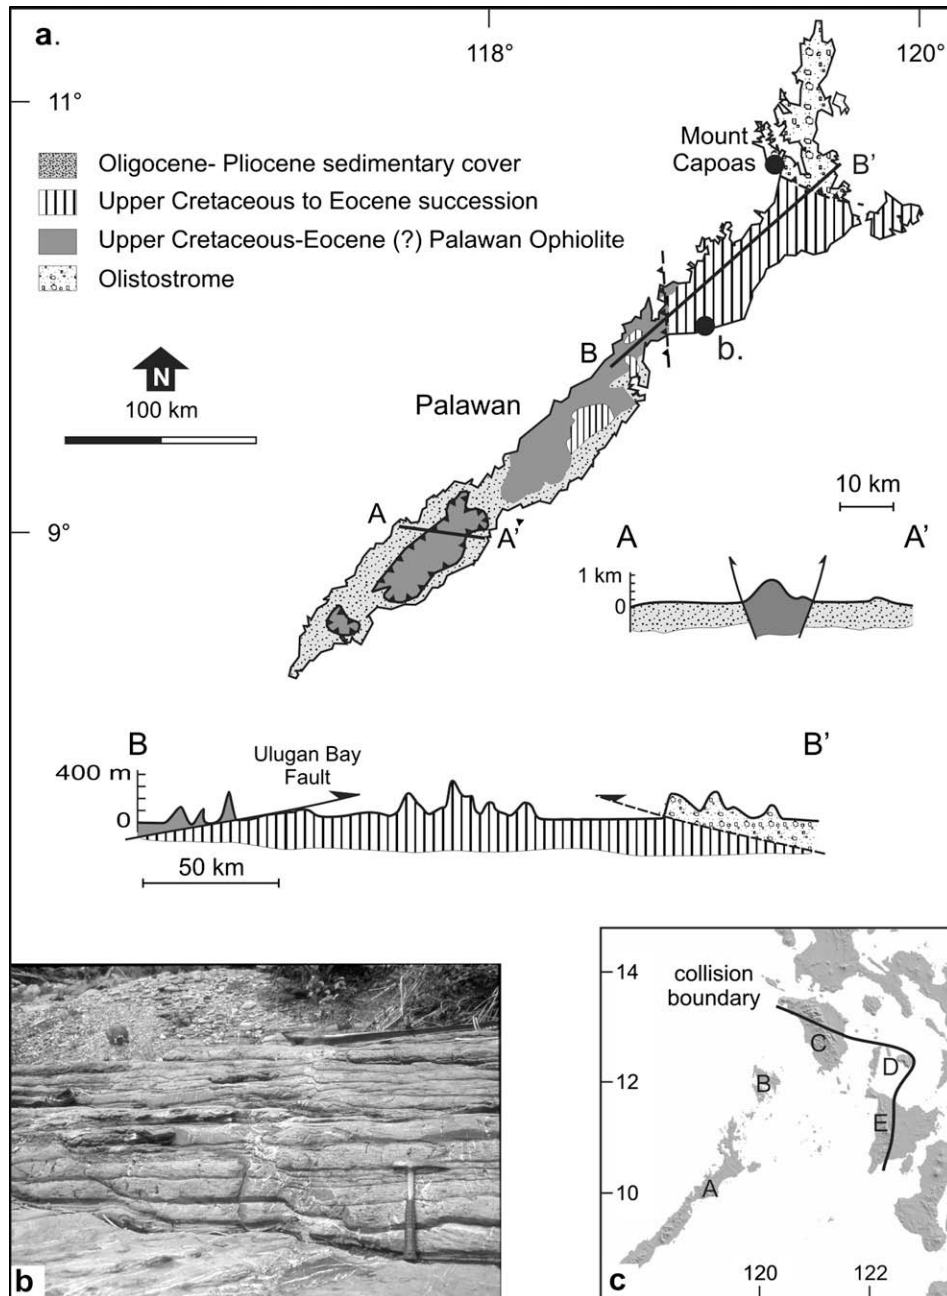 a.
118°
120°
11°
Mount
Capoas
B'
Oligocene- Pliocene sedimentary cover
Upper Cretaceous to Eocene succession
Upper Cretaceous-Eocene (?) Palawan Ophiolite
Olistostrome
N
100 km
B
b.
Palawan
10 km
9°
A
A'
A
A'
1 km
0
B
B'
Ulugan Bay
Fault
400 m
0
50 km
b
14
collision
boundary
C
D
12
B
E
10
A
120
122
c